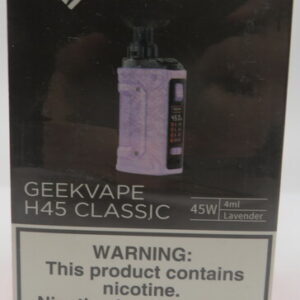 GEEKVAPE
H45 CLASSIC
45W
4ml
Lavender
WARNING:
This product contains
nicotine.